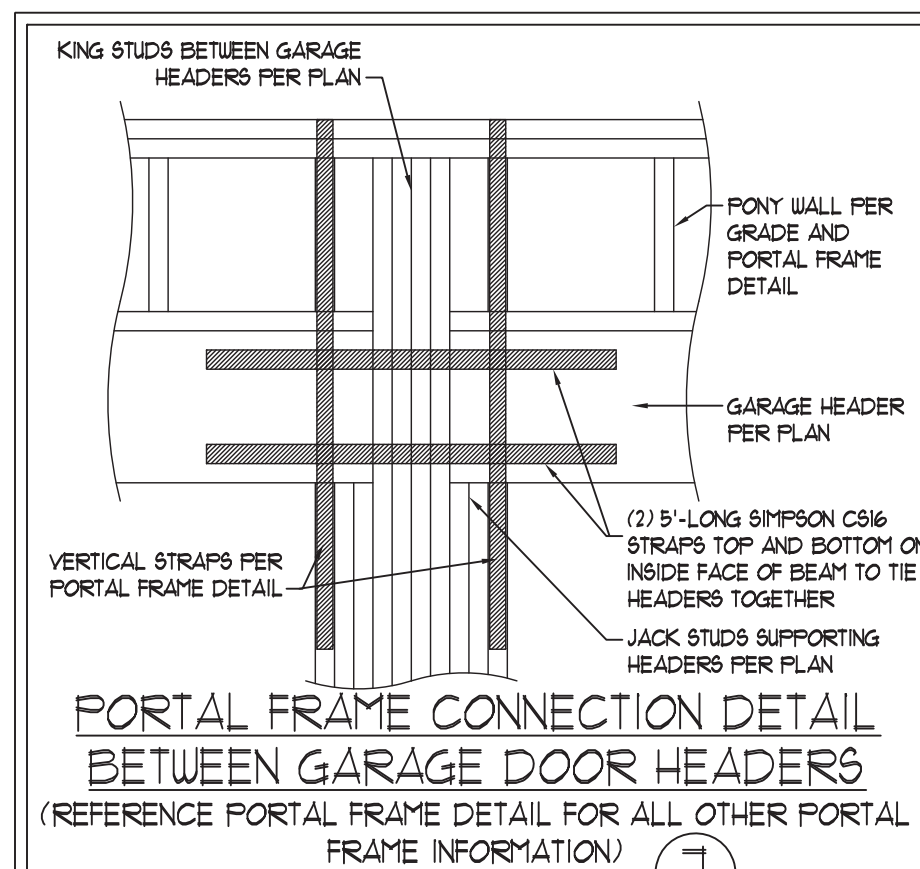 KING STUDS BETWEEN GARAGE
HEADERS PER PLAN
PONY WALL PER
GRADE AND
PORTAL FRAME
DETAIL
GARAGE HEADER
PER PLAN
(2) 5'-LONG SIMPSON CS16
STRAPS TOP AND BOTTOM ON
INSIDE FACE OF BEAM TO TIE
HEADERS TOGETHER
VERTICAL STRAPS PER
PORTAL FRAME DETAIL
JACK STUDS SUPPORTING
HEADERS PER PLAN
PORTAL FRAME CONNECTION DETAIL
BETWEEN GARAGE DOOR HEADERS
(REFERENCE PORTAL FRAME DETAIL FOR ALL OTHER PORTAL
FRAME INFORMATION)